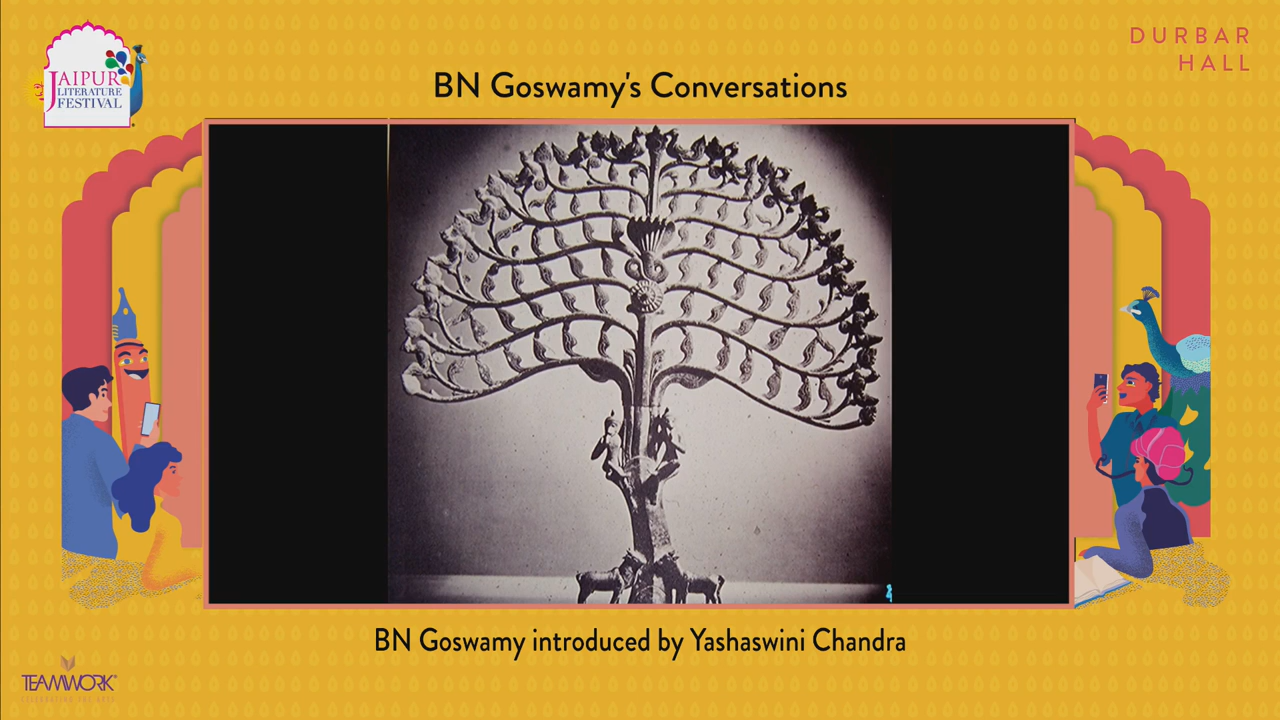 JAIPUR
LITERATURE
FESTIVAL
DURBAR
HALL
BN Goswamy's Conversations
BN Goswamy introduced by Yashaswini Chandra
TEAMWORK